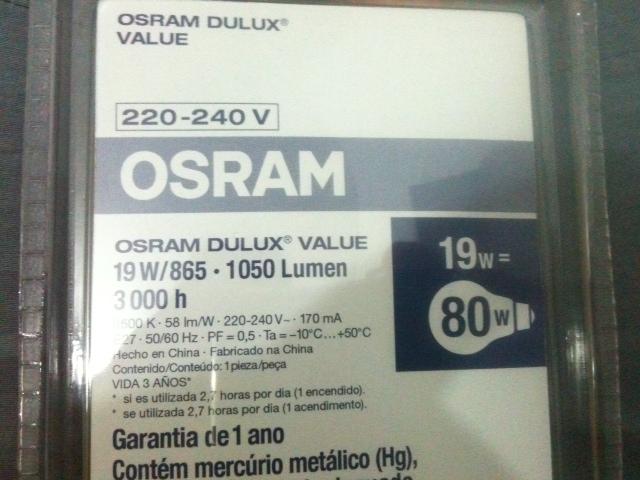 OSRAM DULUX®
VALUE
220-240 V
OSRAM
OSRAM DULUX® VALUE
19 W/865 · 1050 Lumen
3 000 h
19W =
80W
500 K · 58 lm/W · 220-240 V~ · 170 mA
27 · 50/60 Hz · PF = 0,5 · Ta = –10°C...+50°C
Hecho en China · Fabricado na China
Contenido/Conteúdo: 1 pieza/peça
VIDA 3 AÑOS*
* si es utilizada 2,7 horas por dia (1 encendido).
* se utilizada 2,7 horas por dia (1 acendimento).
Garantia de 1 ano
Contém mercúrio metálico (Hg),